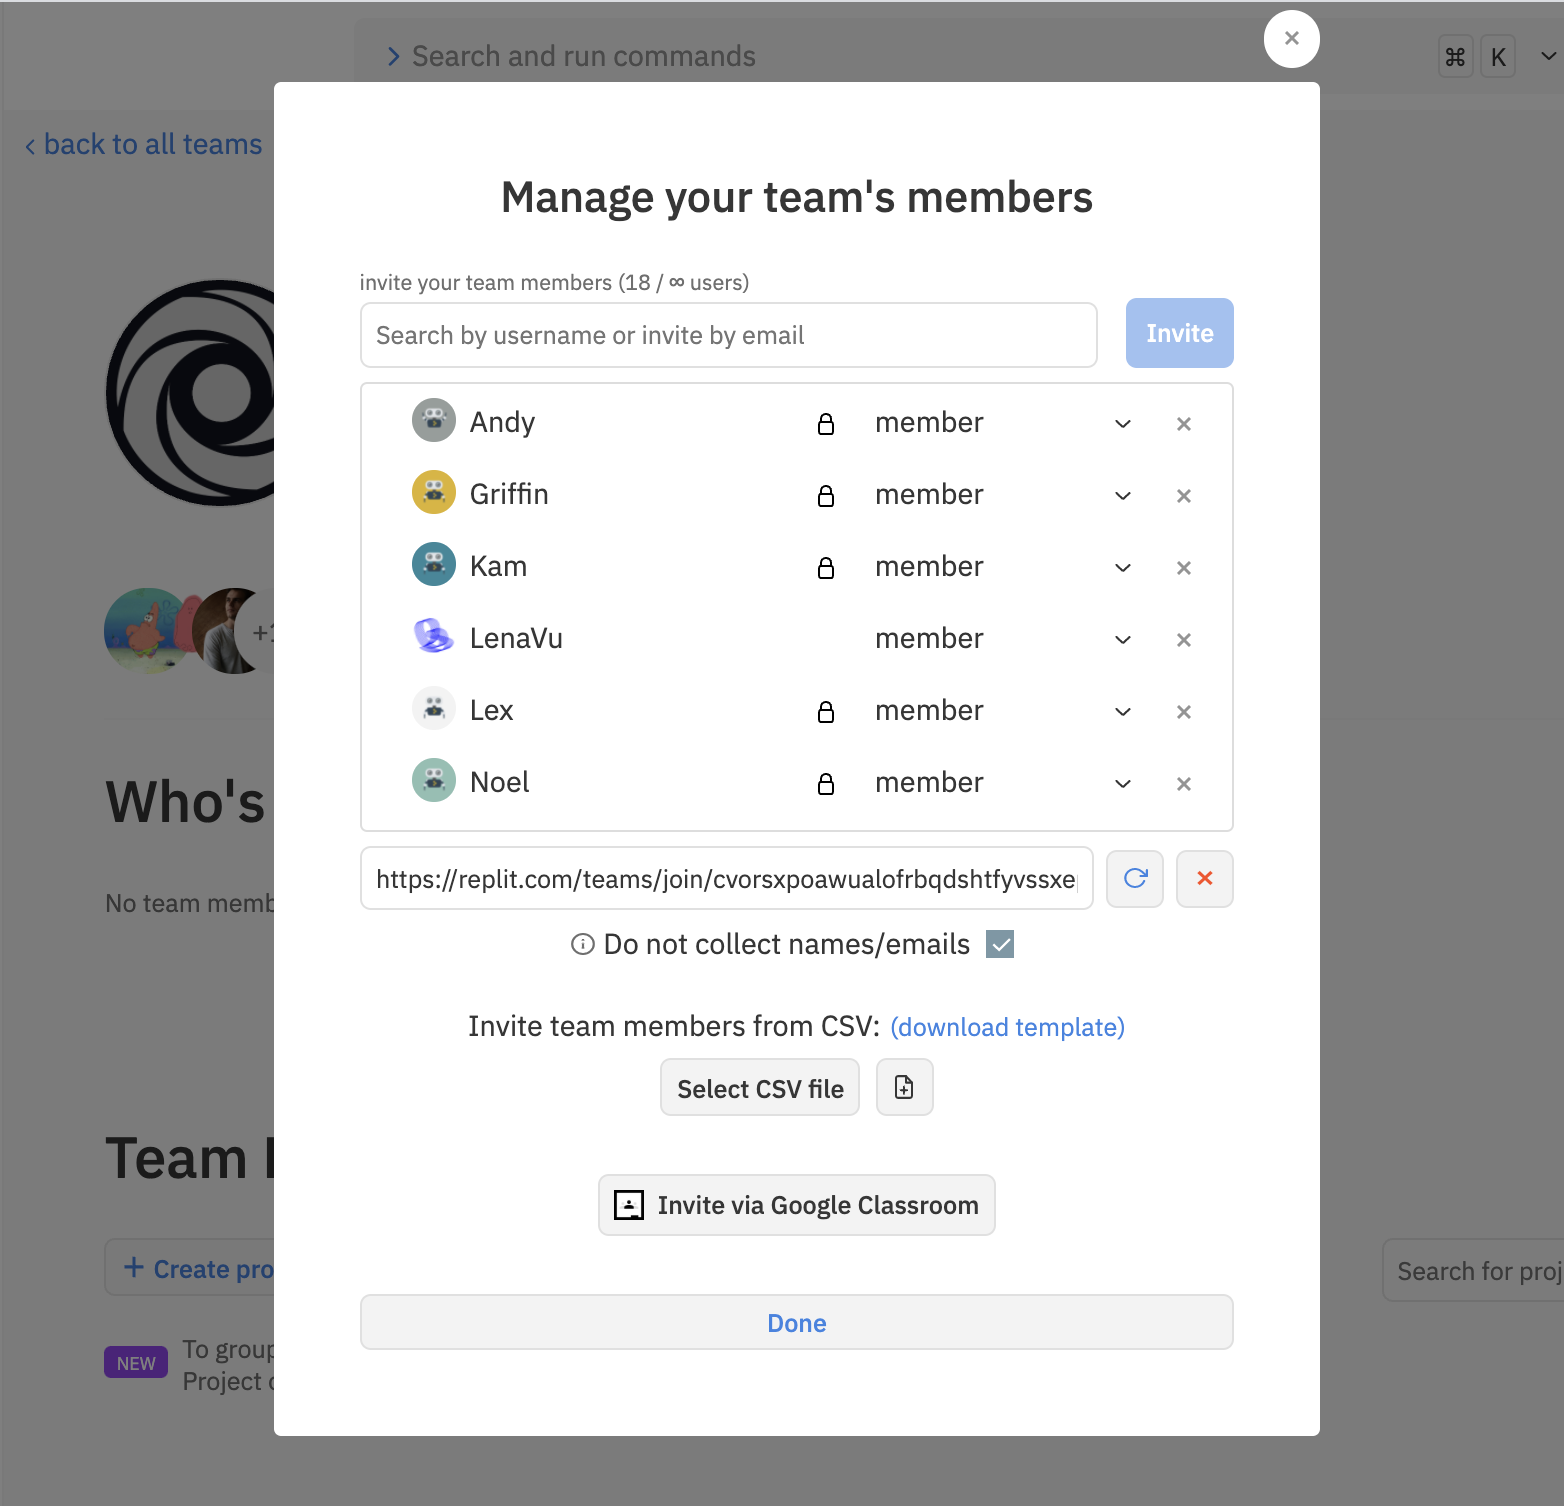 Search and run commands
⌘ K
back to all teams
Manage your team's members
invite your team members (18 / ∞ users)
Search by username or invite by email
Invite
Andy member
Griffin member
Kam member
LenaVu member
Lex member
Noel member
https://replit.com/teams/join/cvorsxpoawualofrbqdshtfyvssxe
Do not collect names/emails
Invite team members from CSV: (download template)
Select CSV file
Invite via Google Classroom
Done
Who's
No team memb
Team
+ Create pro
Search for proj
NEW
To group
Project